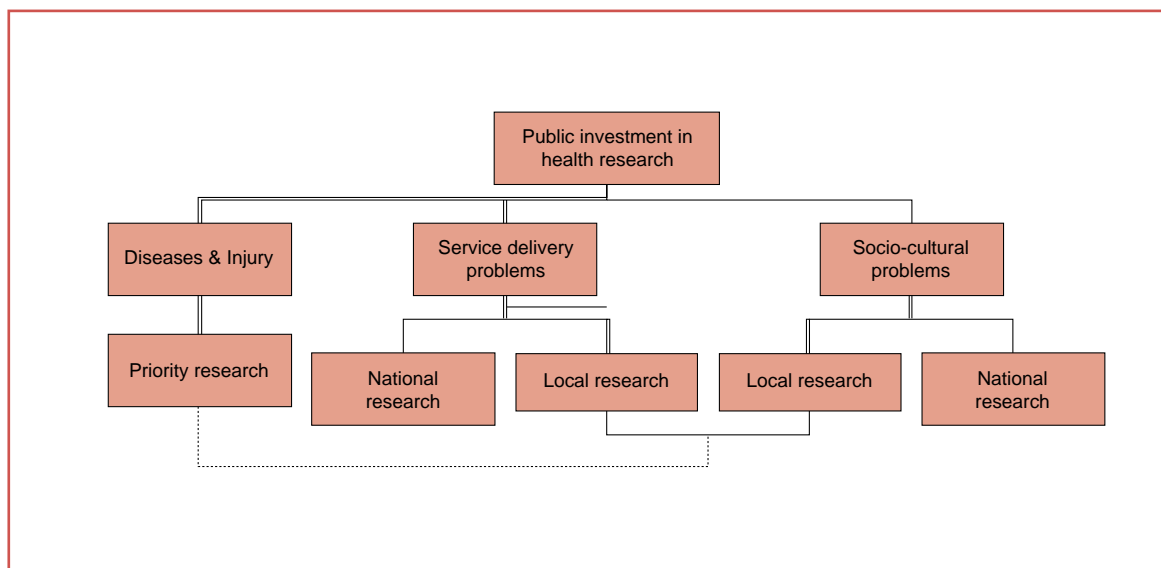 Public investment in
health research
Diseases & Injury
Service delivery
problems
Socio-cultural
problems
Priority research
National
research
Local research
Local research
National
research